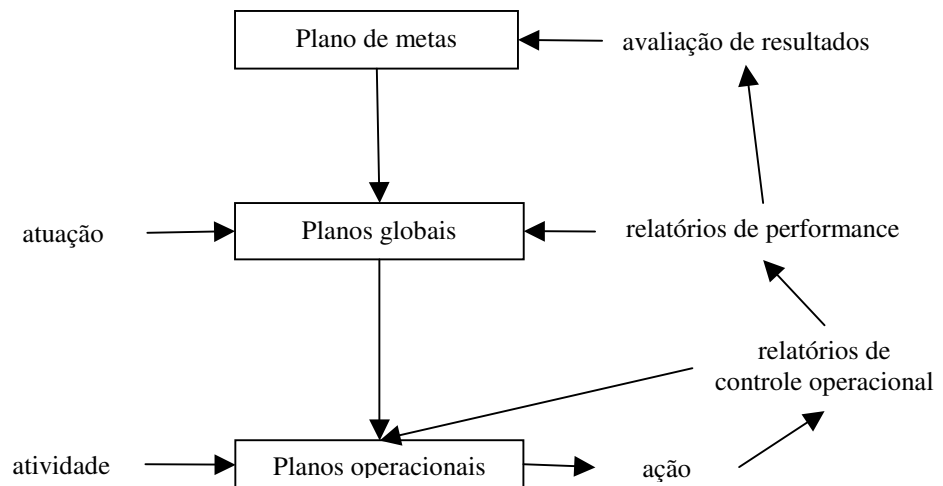 Plano de metas
avaliação de resultados
atuação
Planos globais
relatórios de performance
relatórios de
controle operacional
atividade
Planos operacionais
ação